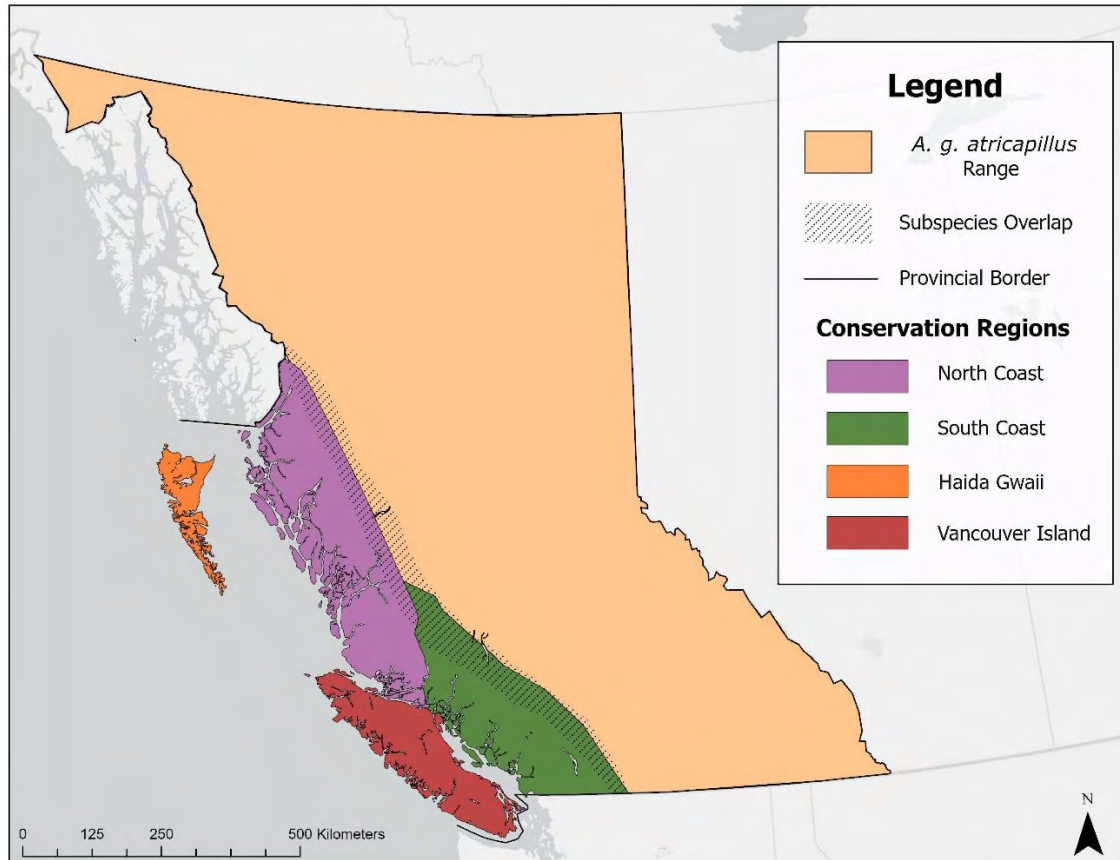 Legend
A. g. atricapillus
Range
Subspecies Overlap
Provincial Border
Conservation Regions
North Coast
South Coast
Haida Gwaii
Vancouver Island
N
0 125 250 500 Kilometers